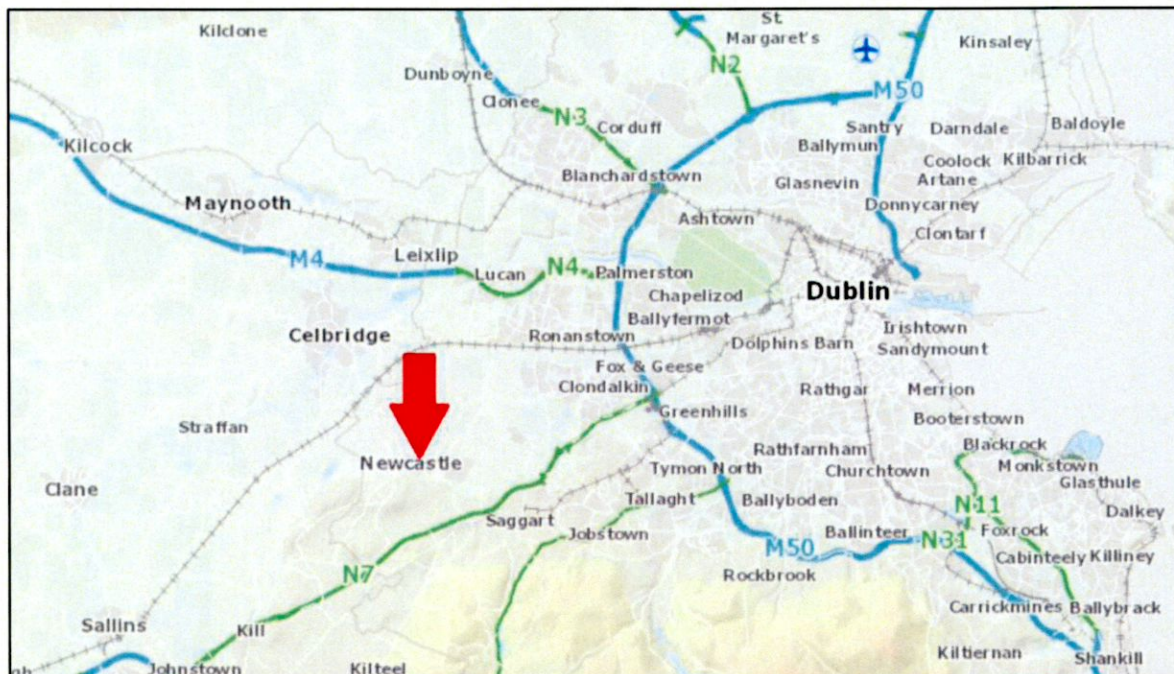 Kilclone
St
Margaret's
Kinsaley
Dunboyne
N2
Clonee
M50
N3
Corduff
Santry
Darndale
Baldoyle
Kilcock
Ballymun
Coolock
Kilbarrick
Blanchardstown
Glasnevin
Artane
Maynooth
Donnycarney
Ashtown
Clontarf
M4
Leixlip
Lucan
N4
Palmerston
Chapelizod
Dublin
Ballyfermot
Irishtown
Celbridge
Ronanstown
Dolphins Barn
Sandymount
Fox & Geese
Clondalkin
Rathgar
Merrion
Greenhills
Booterstown
Straffan
Blackrock
Rathfarnham
Newcastle
Tymon North
Churchtown
Monkstown
Glasthule
Clane
Tallaght
Ballyboden
N11
Dalkey
Saggart
Jobstown
Ballinteer
Foxrock
M50
N31
Cabinteely
Killiney
N7
Rockbrook
Carrickmines
Ballybrack
Sallins
Kill
Kiltiernan
Shankill
Johnstown
Kilteel